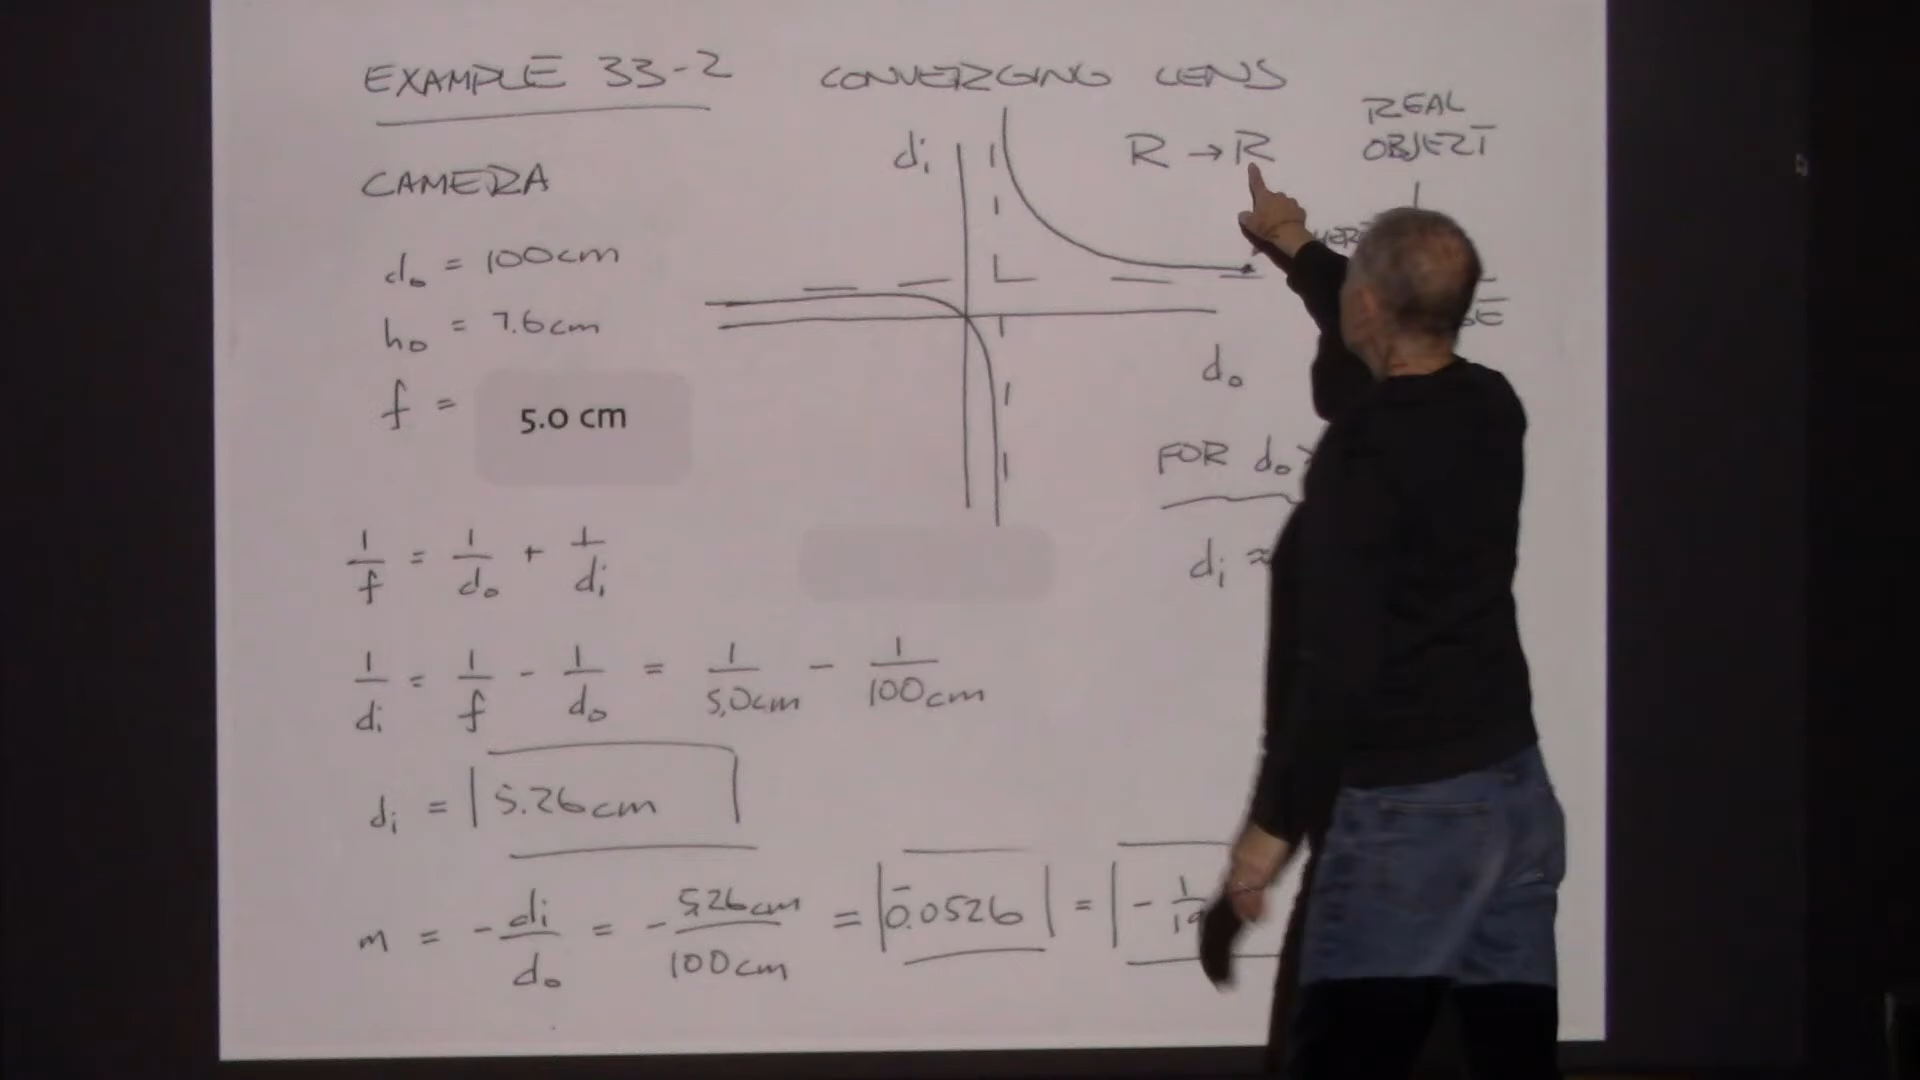 EXAMPLE 33-2
CONVERGING LENS
REAL
OBJECT
CAMERA
di
R → R
do = 100cm
ho = 7.6cm
do
f = 5.0 cm
FOR do >
1/f = 1/do + 1/di
di ≈
1/di = 1/f - 1/do = 1/5.0cm - 1/100cm
di = 5.26cm
m = - di/do = - 5.26cm/100cm = -0.0526 = - 1/19